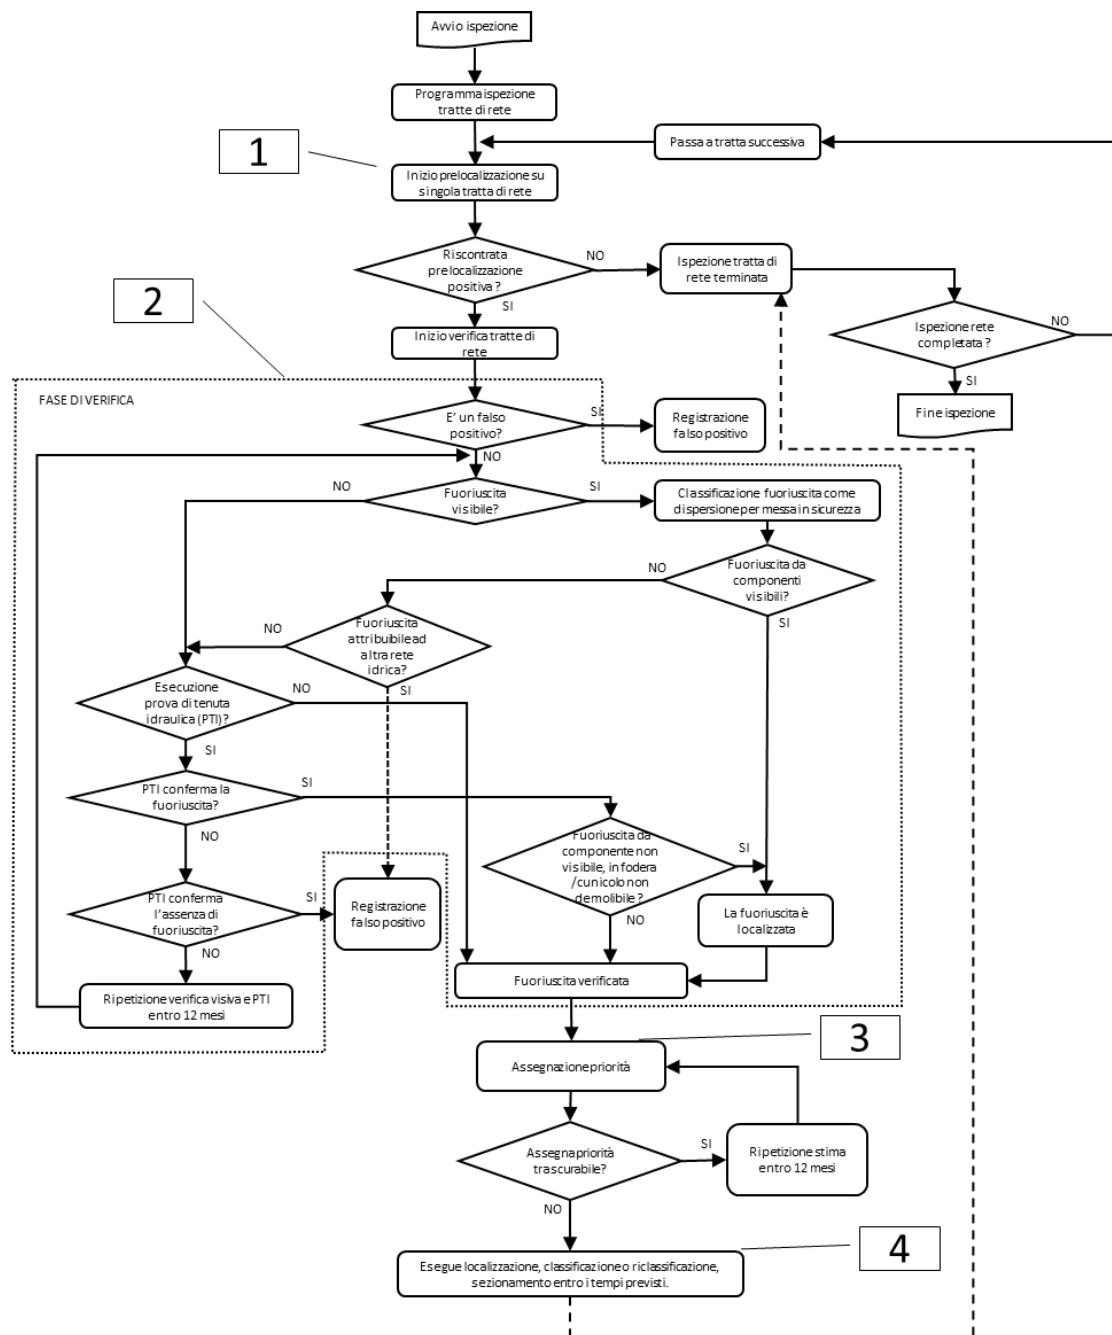 Avvio ispezione
Programma ispezione
tratte di rete
1
Passa a tratta successiva
Inizio prelocalizzazione su
singola tratta di rete
Riscontrata
prelocalizzazione
positiva?
NO
SI
Ispezione tratta di
rete terminata
2
Inizio verifica tratte di
rete
Ispezione rete
completata?
NO
SI
Fine ispezione
FASE DI VERIFICA
E' un falso
positivo?
SI
NO
Registrazione
falso positivo
Fuoriuscita
visibile?
NO
SI
Classificazione fuoriuscita come
dispersione per messa in sicurezza
Fuoriuscita da
componenti
visibili?
NO
SI
Fuoriuscita
attribuibile ad
altra rete
idrica?
NO
SI
Esecuzione
prova di tenuta
idraulica (PTI)?
NO
SI
PTI conferma la
fuoriuscita?
SI
NO
Fuoriuscita da
componente non
visibile, in fodera
/cunicolo non
demolibile?
SI
NO
PTI conferma
l'assenza di
fuoriuscita?
SI
NO
Registrazione
falso positivo
La fuoriuscita è
localizzata
Ripetizione verifica visiva e PTI
entro 12 mesi
Fuoriuscita verificata
3
Assegnazione priorità
Assegna priorità
trascurabile?
SI
NO
Ripetizione stima
entro 12 mesi
4
Esegue localizzazione, classificazione o riclassificazione,
sezionamento entro i tempi previsti.